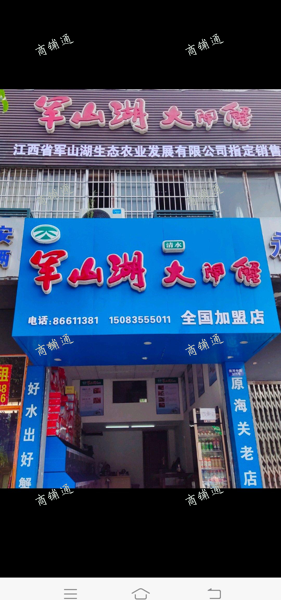 商铺通
商铺通
军山湖 大闸蟹
江西省军山湖生态农业发展有限公司指定销售
清水
军山湖 大闸蟹
电话:86611381 15083555011 全国加盟店
商铺通
商铺通
好水出好蟹
原海关老店
商铺通
商铺通